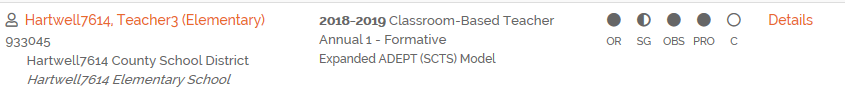 Hartwell7614, Teacher3 (Elementary)
933045
Hartwell7614 County School District
Hartwell7614 Elementary School
2018-2019 Classroom-Based Teacher
Annual 1 - Formative
Expanded ADEPT (SCTS) Model
OR SG OBS PRO C
Details